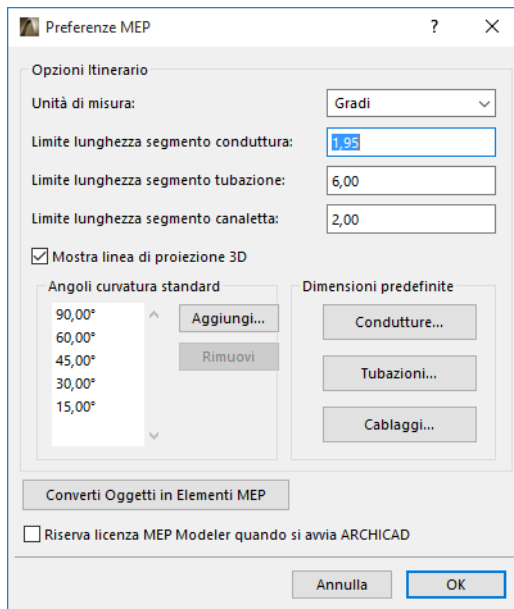 Preferenze MEP
Opzioni Itinerario
Unità di misura: Gradi
Limite lunghezza segmento conduttura: 1,95
Limite lunghezza segmento tubazione: 6,00
Limite lunghezza segmento canaletta: 2,00
Mostra linea di proiezione 3D
Angoli curvatura standard
90,00°
60,00°
45,00°
30,00°
15,00°
Aggiungi...
Rimuovi
Dimensioni predefinite
Condutture...
Tubazioni...
Cablaggi...
Converti Oggetti in Elementi MEP
Riserva licenza MEP Modeler quando si avvia ARCHICAD
Annulla OK